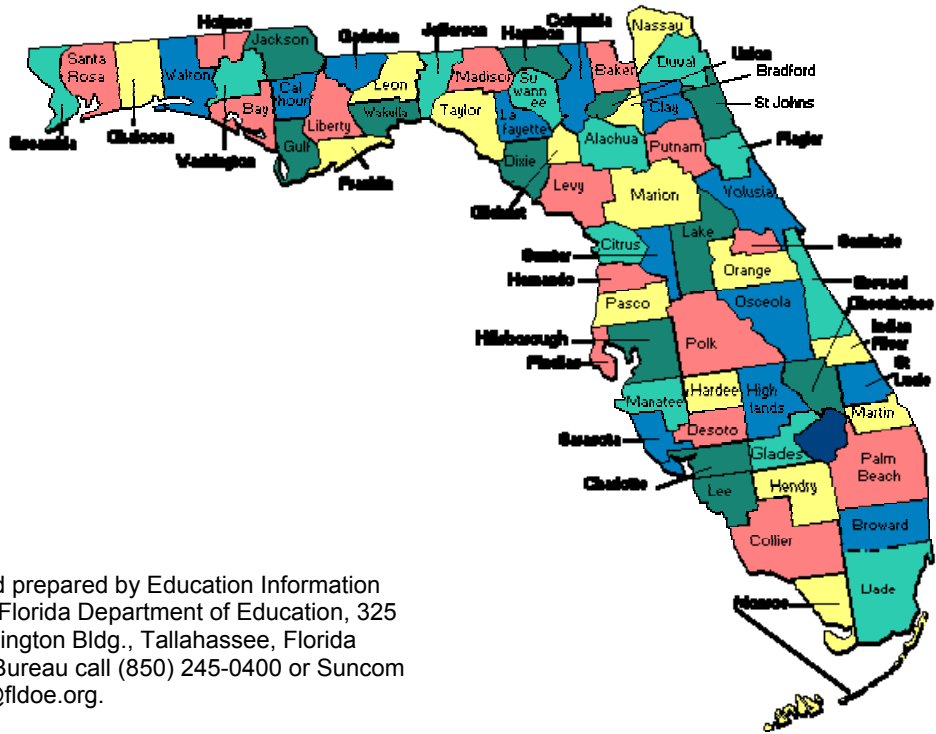 Holmes
Jackson
Gadsden
Jefferson
Hamilton
Columbia
Nassau
Santa
Rosa
Walton
Leon
Madison
Su
wann
ee
Baker
Duval
Union
Bradford
Cal
houn
Bay
Liberty
Wakulla
Taylor
La
fayette
Clay
St Johns
Escambia
Okaloosa
Washington
Gulf
Franklin
Dixie
Alachua
Putnam
Flagler
Gilchrist
Levy
Marion
Volusia
Citrus
Lake
Sumter
Seminole
Hernando
Orange
Brevard
Pasco
Osceola
Okeechobee
Hillsborough
Polk
Indian
River
Pinellas
St
Lucie
Manatee
Hardee
High
lands
Martin
Sarasota
Desoto
Glades
Palm
Beach
Charlotte
Lee
Hendry
Collier
Broward
Monroe
Dade
d prepared by Education Information
Florida Department of Education, 325
ington Bldg., Tallahassee, Florida
Bureau call (850) 245-0400 or Suncom
@fldoe.org.